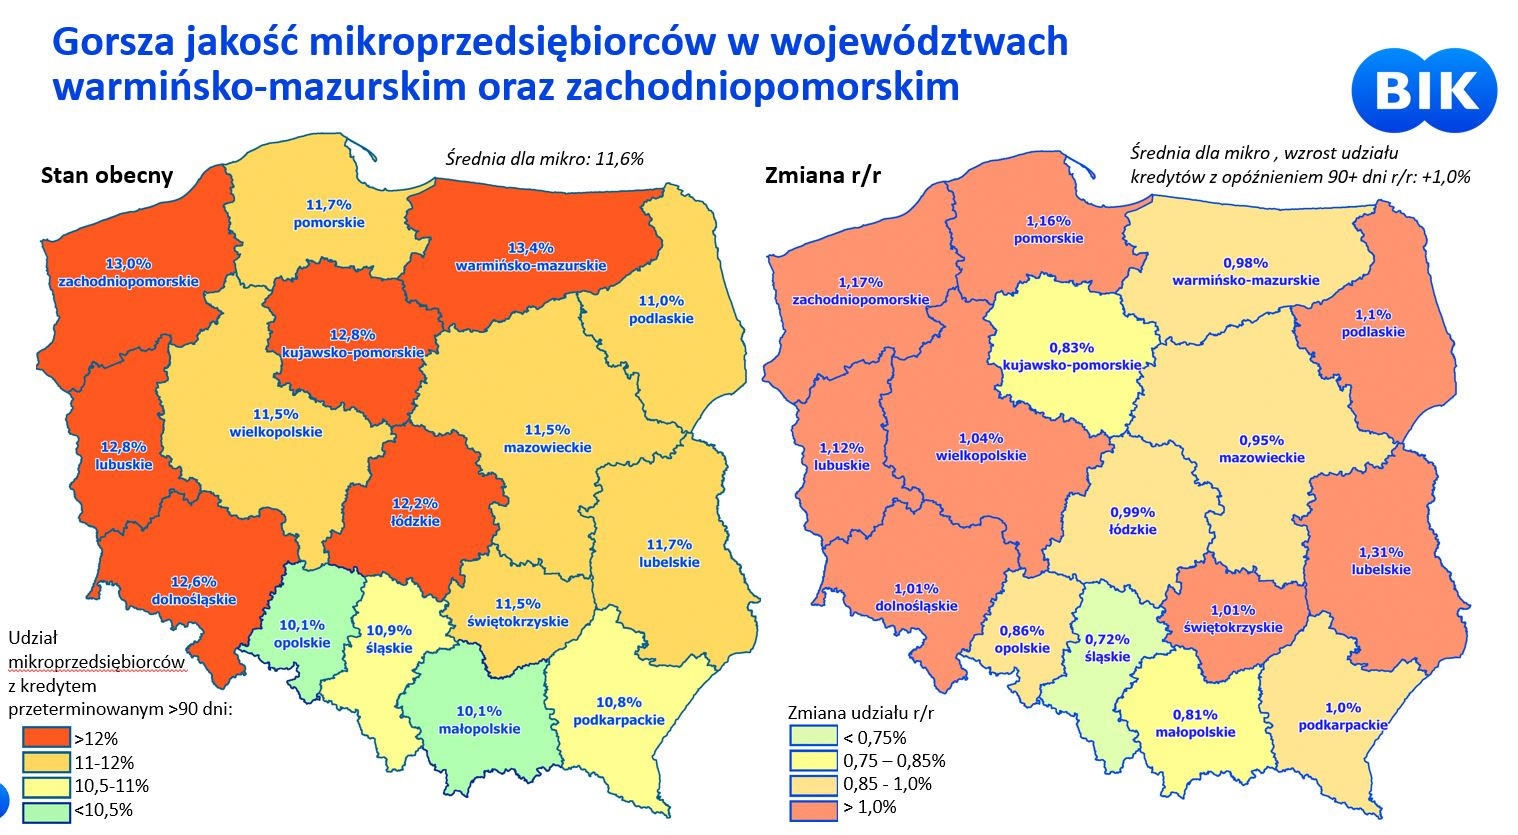 Gorsza jakość mikroprzedsiębiorców w województwach
warmińsko-mazurskim oraz zachodniopomorskim
BIK
Stan obecny
Średnia dla mikro: 11,6%
11,7%
pomorskie
13,0%
zachodniopomorskie
13,4%
warmińsko-mazurskie
11,0%
podlaskie
12,8%
kujawsko-pomorskie
11,5%
wielkopolskie
11,5%
mazowieckie
12,8%
lubuskie
12,2%
łódzkie
11,7%
lubelskie
12,6%
dolnośląskie
10,1%
opolskie
10,9%
śląskie
11,5%
świętokrzyskie
10,1%
małopolskie
10,8%
podkarpackie
Udział
mikroprzedsiębiorców
z kredytem
przeterminowanym >90 dni:
>12%
11-12%
10,5-11%
<10,5%
Zmiana r/r
Średnia dla mikro , wzrost udziału
kredytów z opóźnieniem 90+ dni r/r: +1,0%
1,16%
pomorskie
1,17%
zachodniopomorskie
0,98%
warmińsko-mazurskie
1,1%
podlaskie
0,83%
kujawsko-pomorskie
1,04%
wielkopolskie
0,95%
mazowieckie
1,12%
lubuskie
0,99%
łódzkie
1,31%
lubelskie
1,01%
dolnośląskie
0,86%
opolskie
0,72%
śląskie
1,01%
świętokrzyskie
0,81%
małopolskie
1,0%
podkarpackie
Zmiana udziału r/r
< 0,75%
0,75 – 0,85%
0,85 - 1,0%
> 1,0%